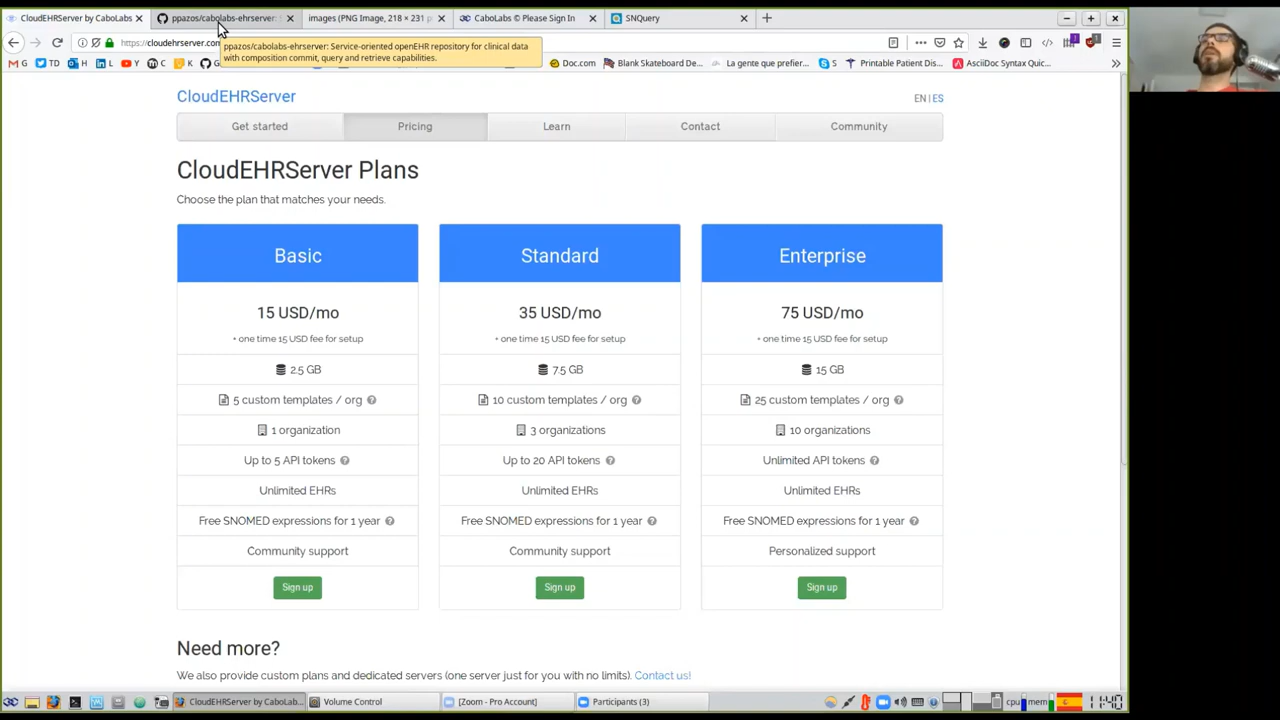 CloudEHRServer by CaboLabs
ppazos/cabolabs-ehrserver:
images (PNG Image, 218 × 231 p
CaboLabs © Please Sign In
SNQuery
https://cloudehrserver.com
ppazos/cabolabs-ehrserver: Service-oriented openEHR repository for clinical data
with composition commit, query and retrieve capabilities.
G
TD
H
L
Y
C
K
G
Doc.com
Blank Skateboard De...
La gente que prefier...
S
Printable Patient Dis...
AsciiDoc Syntax Quic...
CloudEHRServer
EN | ES
Get started
Pricing
Learn
Contact
Community
CloudEHRServer Plans
Choose the plan that matches your needs.
Basic
15 USD/mo
+ one time 15 USD fee for setup
2.5 GB
5 custom templates / org
1 organization
Up to 5 API tokens
Unlimited EHRs
Free SNOMED expressions for 1 year
Community support
Sign up
Standard
35 USD/mo
+ one time 15 USD fee for setup
7.5 GB
10 custom templates / org
3 organizations
Up to 20 API tokens
Unlimited EHRs
Free SNOMED expressions for 1 year
Community support
Sign up
Enterprise
75 USD/mo
+ one time 15 USD fee for setup
15 GB
25 custom templates / org
10 organizations
Unlimited API tokens
Unlimited EHRs
Free SNOMED expressions for 1 year
Personalized support
Sign up
Need more?
We also provide custom plans and dedicated servers (one server just for you with no limits). Contact us!
CloudEHRServer by CaboLab...
Volume Control
[Zoom - Pro Account]
Participants (3)
cpu
mem
11:40